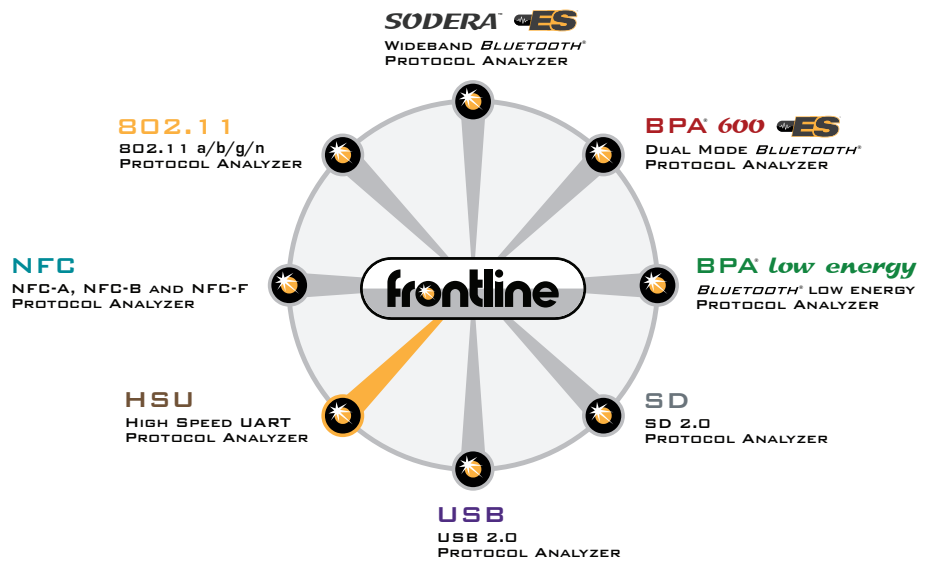 SODERA™ ES
WIDEBAND BLUETOOTH®
PROTOCOL ANALYZER
802.11
802.11 a/b/g/n
PROTOCOL ANALYZER
BPA® 600 ES
DUAL MODE BLUETOOTH®
PROTOCOL ANALYZER
NFC
NFC-A, NFC-B AND NFC-F
PROTOCOL ANALYZER
frontline
BPA® low energy
BLUETOOTH® LOW ENERGY
PROTOCOL ANALYZER
HSU
HIGH SPEED UART
PROTOCOL ANALYZER
SD
SD 2.0
PROTOCOL ANALYZER
USB
USB 2.0
PROTOCOL ANALYZER